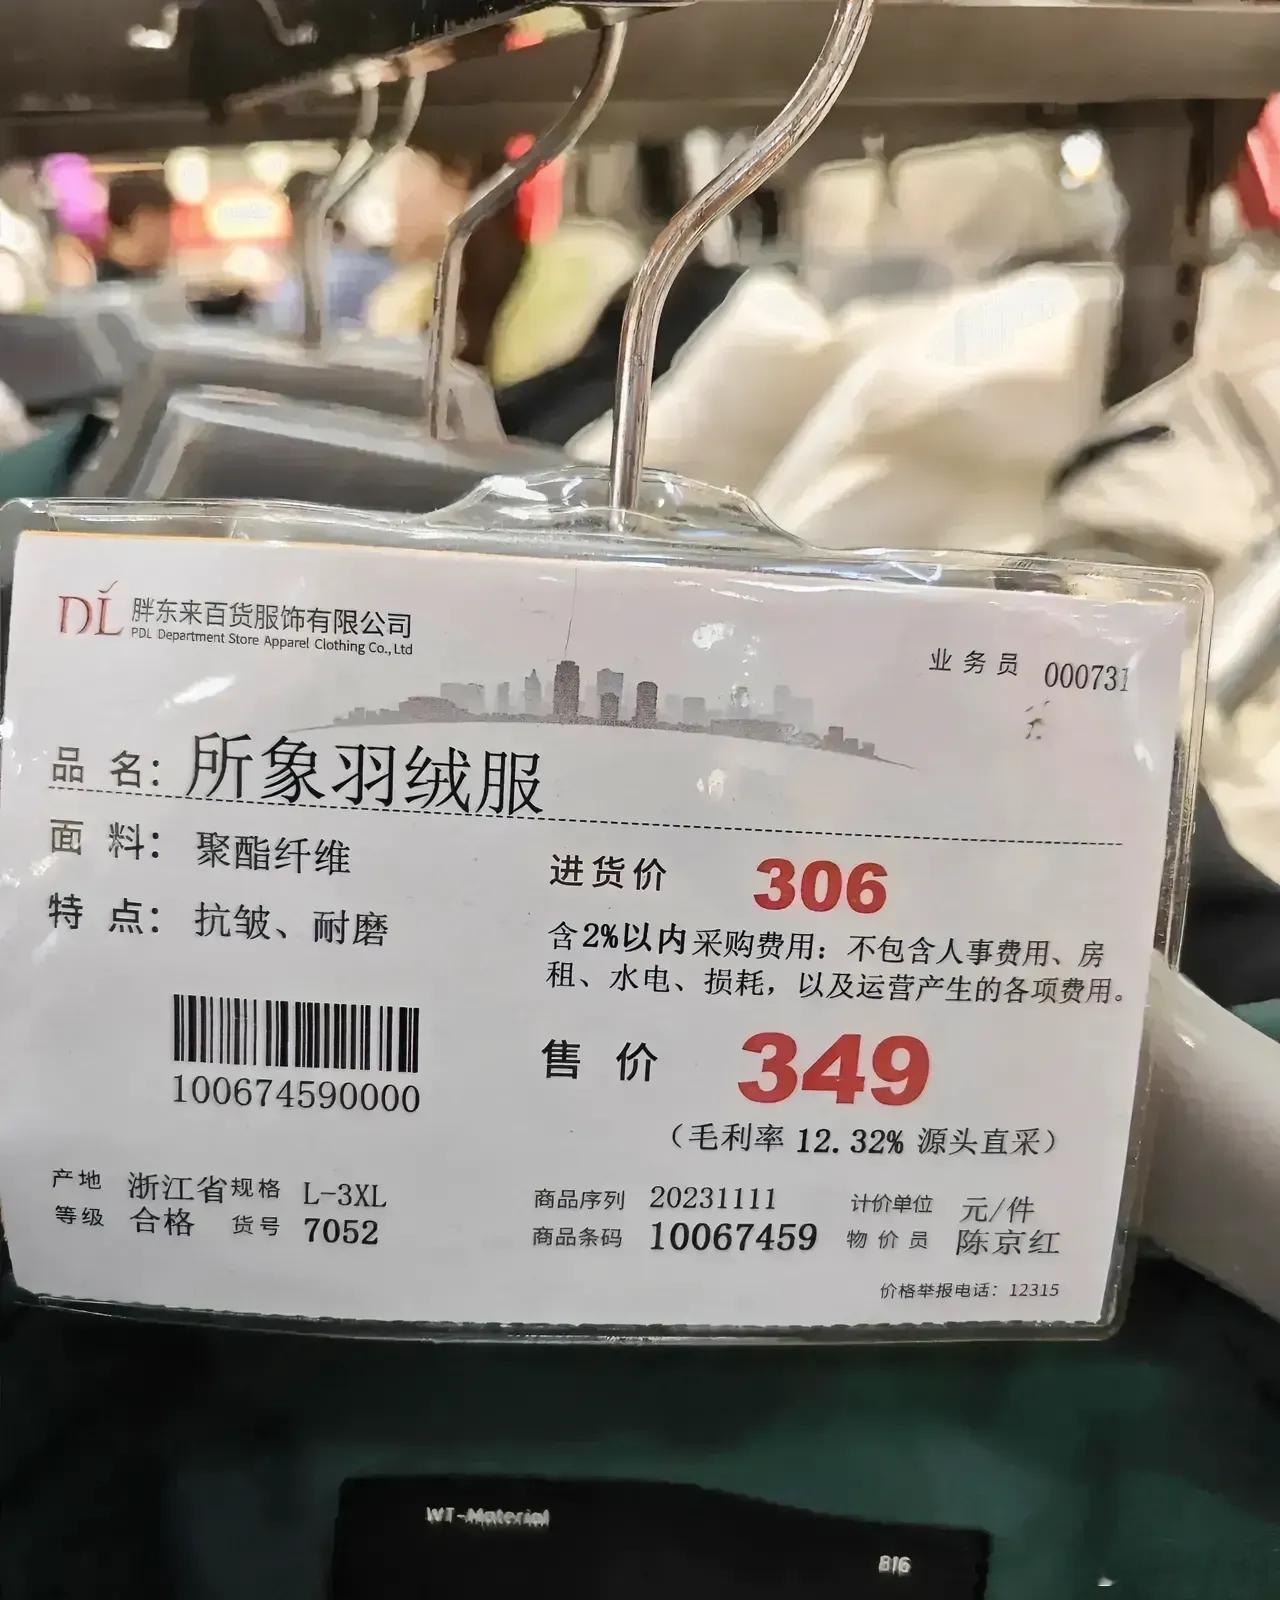 DL 胖东来百货服饰有限公司
PDL Department Store Apparel Clothing Co., Ltd
业务员 000731
品名：所象羽绒服
面料：聚酯纤维
特点：抗皱、耐磨
进货价 306
含2%以内采购费用：不包含人事费用、房
租、水电、损耗，以及运营产生的各项费用。
售价 349
（毛利率 12.32% 源头直采）
100674590000
产地 浙江省 规格 L-3XL
等级 合格 货号 7052
商品序列 20231111 计价单位 元/件
商品条码 10067459 物价员 陈京红
价格举报电话：12315
WT-Material
816